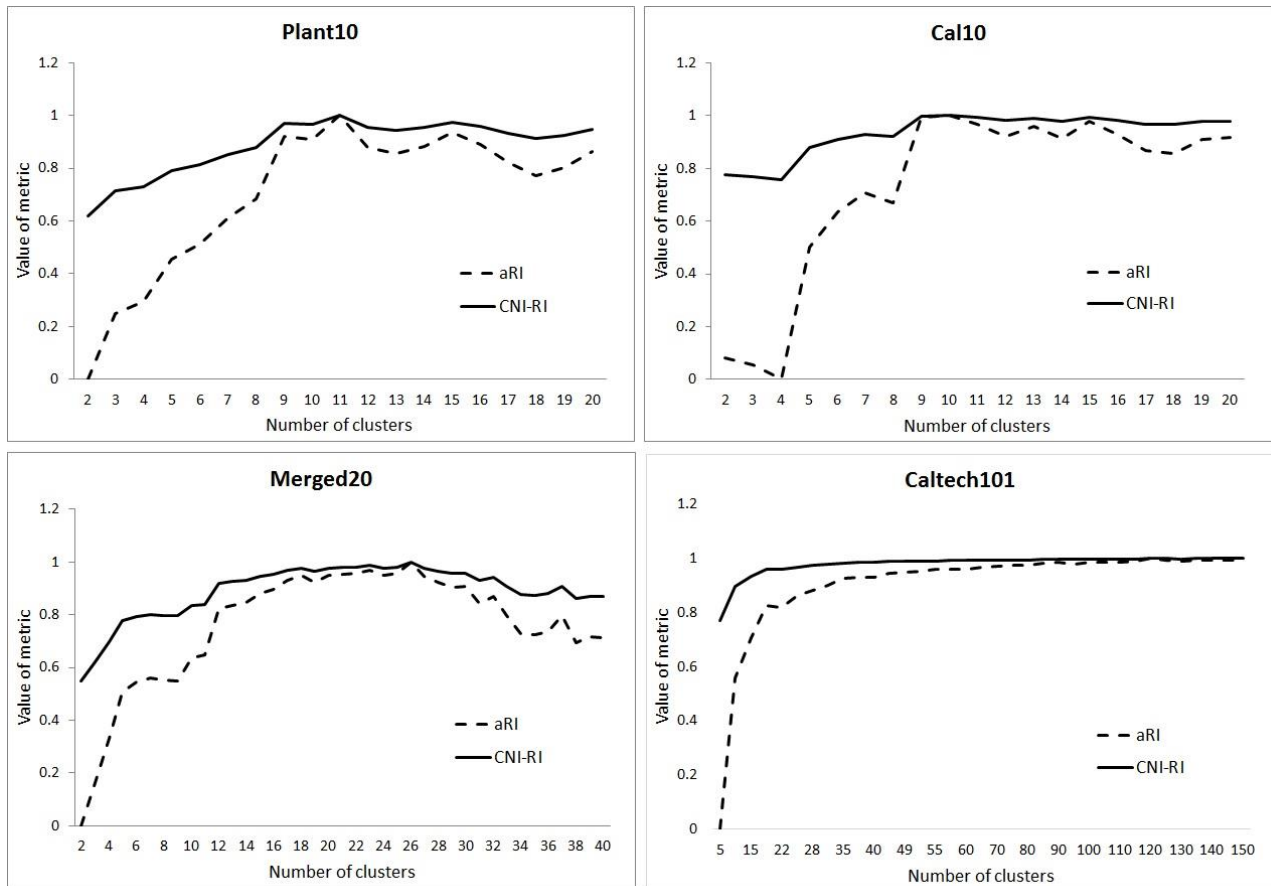 Plant10
1.2
1
0.8
0.6
0.4
0.2
0
Value of metric
aRI
CNI-RI
2 3 4 5 6 7 8 9 10 11 12 13 14 15 16 17 18 19 20
Number of clusters
Cal10
1.2
1
0.8
0.6
0.4
0.2
0
Value of metric
aRI
CNI-RI
2 3 4 5 6 7 8 9 10 11 12 13 14 15 16 17 18 19 20
Number of clusters
Merged20
1.2
1
0.8
0.6
0.4
0.2
0
Value of metric
aRI
CNI-RI
2 4 6 8 10 12 14 16 18 20 22 24 26 28 30 32 34 36 38 40
Number of clusters
Caltech101
1.2
1
0.8
0.6
0.4
0.2
0
Value of metric
aRI
CNI-RI
5 15 22 28 35 40 49 55 60 70 80 90 100 110 120 130 140 150
Number of clusters